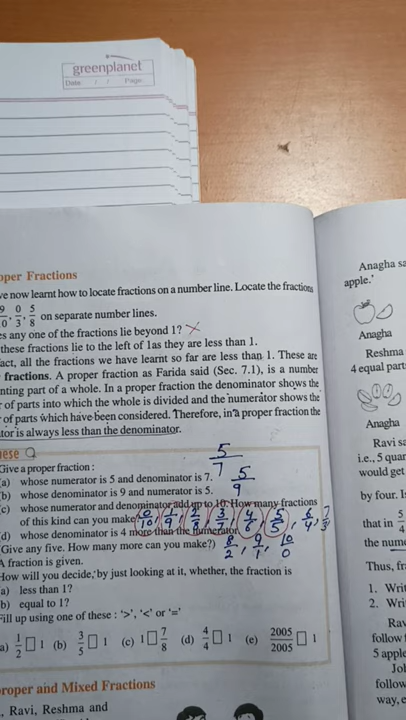 greenplanet
Date: / / Page:
oper Fractions
ve now learnt how to locate fractions on a number line. Locate the fractions
9/10, 0/3, 5/8 on separate number lines.
es any one of the fractions lie beyond 1? ✗
these fractions lie to the left of 1as they are less than 1.
act, all the fractions we have learnt so far are less than 1. These are
fractions. A proper fraction as Farida said (Sec. 7.1), is a number
nting part of a whole. In a proper fraction the denominator shows the
r of parts into which the whole is divided and the numerator shows the
r of parts which have been considered. Therefore, in a proper fraction the
tor is always less than the denominator.
hese
Give a proper fraction :
(a) whose numerator is 5 and denominator is 7. 5/7
(b) whose denominator is 9 and numerator is 5. 5/9
(c) whose numerator and denominator add up to 10. How many fractions
of this kind can you make? 0/10, 1/9, 2/8, 3/7, 4/6, 5/5, 6/4, 7/3,
(d) whose denominator is 4 more than the numerator.
(Give any five. How many more can you make?) 8/2, 9/1, 10/0
A fraction is given.
How will you decide, by just looking at it, whether, the fraction is
a) less than 1?
b) equal to 1?
Fill up using one of these : '>', '<' or '='
a) 1/2 □ 1 (b) 3/5 □ 1 (c) 1 □ 7/8 (d) 4/4 □ 1 (e) 2005/2005 □ 1
roper and Mixed Fractions
, Ravi, Reshma and
Anagha sa
apple.'
Anagha
Reshma
4 equal part
Anagha
Ravi sa
i.e., 5 quar
would get
by four. I
that in 5/4
the nume
Thus, fr
1. Writ
2. Wri
Rav
follow
5 apple
Jol
follow
way, e